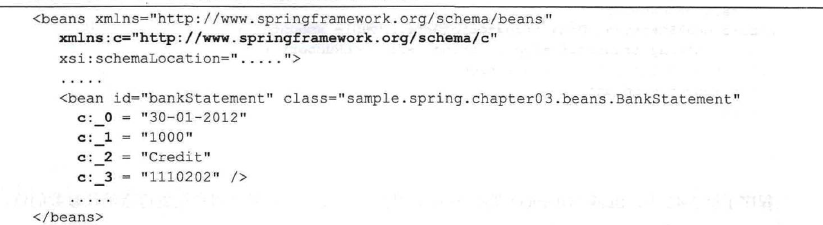 <beans xmlns="http://www.springframework.org/schema/beans"
xmlns:c="http://www.springframework.org/schema/c"
xsi:schemaLocation=".....">
.....
<bean id="bankStatement" class="sample.spring.chapter03.beans.BankStatement"
c:_0 = "30-01-2012"
c:_1 = "1000"
c:_2 = "Credit"
c:_3 = "1110202" />
.....
</beans>